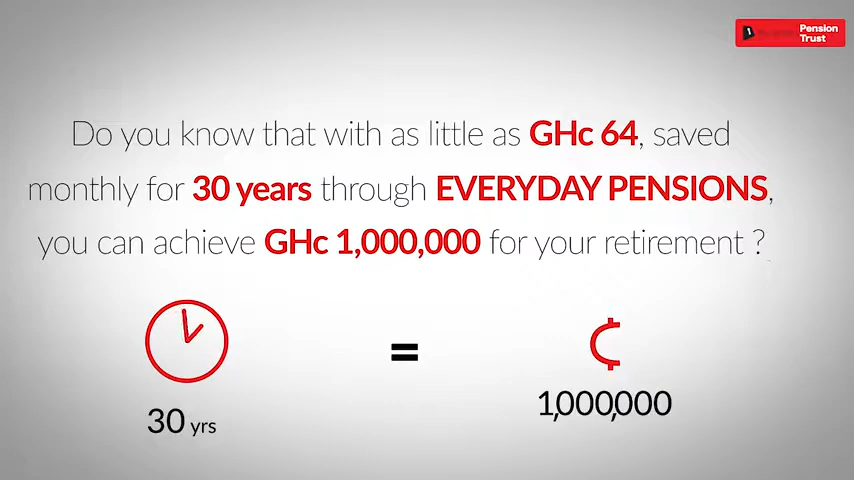 Pension
Trust
Do you know that with as little as GHc 64, saved
monthly for 30 years through EVERYDAY PENSIONS,
you can achieve GHc 1,000,000 for your retirement ?
=
₵
1,000,000
30 yrs